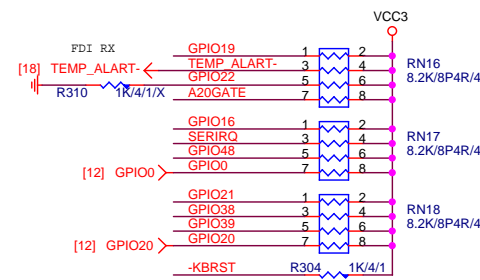 VCC3
FDI RX
GPIO19 1 2
[18] TEMP_ALART- TEMP_ALART- 3 4 RN16
GPIO22 5 6 8.2K/8P4R/4
R310 1K/4/1/X A20GATE 7 8
GPIO16 1 2
SERIRQ 3 4 RN17
GPIO48 5 6 8.2K/8P4R/4
[12] GPIO0 GPIO0 7 8
GPIO21 1 2
GPIO38 3 4 RN18
GPIO39 5 6 8.2K/8P4R/4
[12] GPIO20 GPIO20 7 8
-KBRST R304 1K/4/1